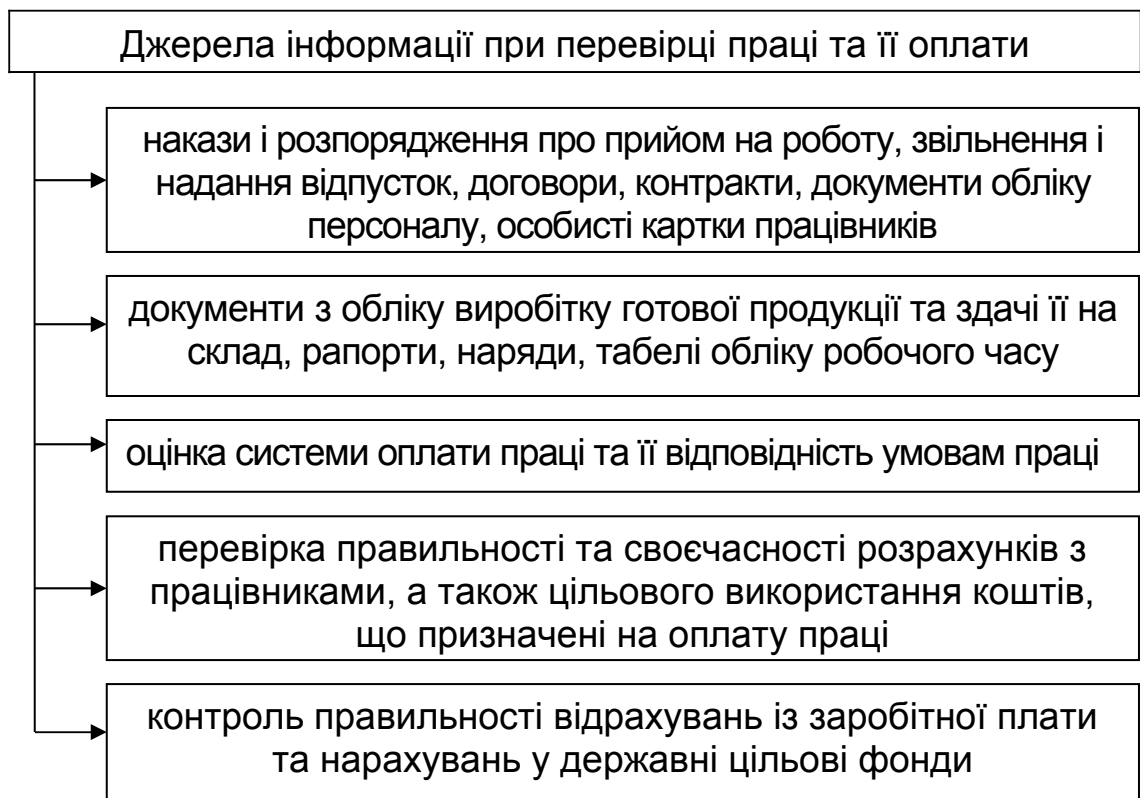 Джерела інформації при перевірці праці та її оплати
накази і розпорядження про прийом на роботу, звільнення і
надання відпусток, договори, контракти, документи обліку
персоналу, особисті картки працівників
документи з обліку виробітку готової продукції та здачі її на
склад, рапорти, наряди, табелі обліку робочого часу
оцінка системи оплати праці та її відповідність умовам праці
перевірка правильності та своєчасності розрахунків з
працівниками, а також цільового використання коштів,
що призначені на оплату праці
контроль правильності відрахувань із заробітної плати
та нарахувань у державні цільові фонди